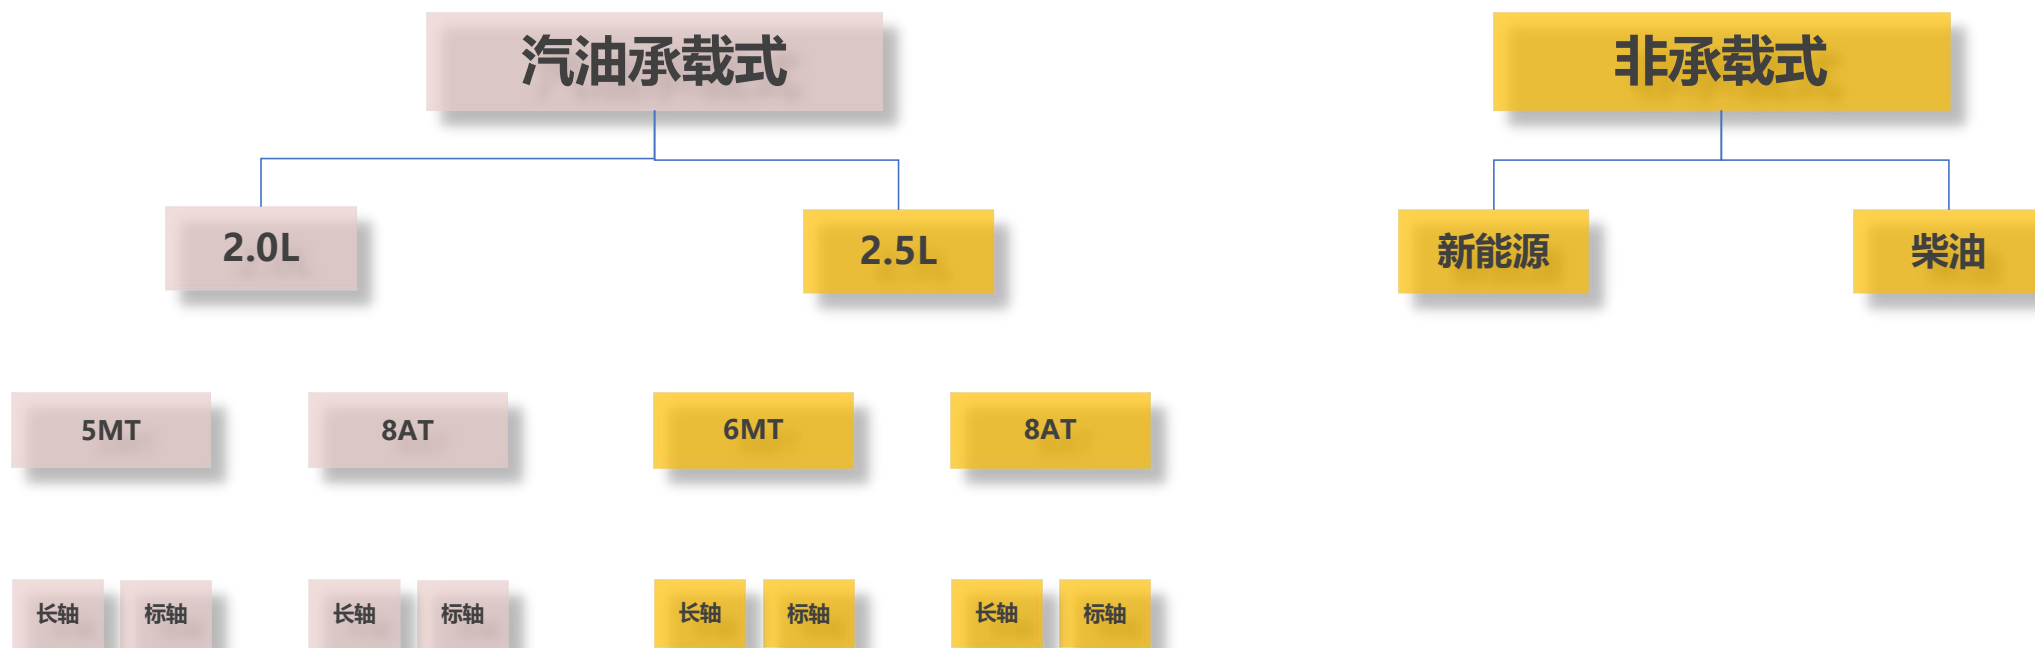 汽油承载式
非承载式
2.0L
2.5L
新能源
柴油
5MT
8AT
6MT
8AT
长轴
标轴
长轴
标轴
长轴
标轴
长轴
标轴